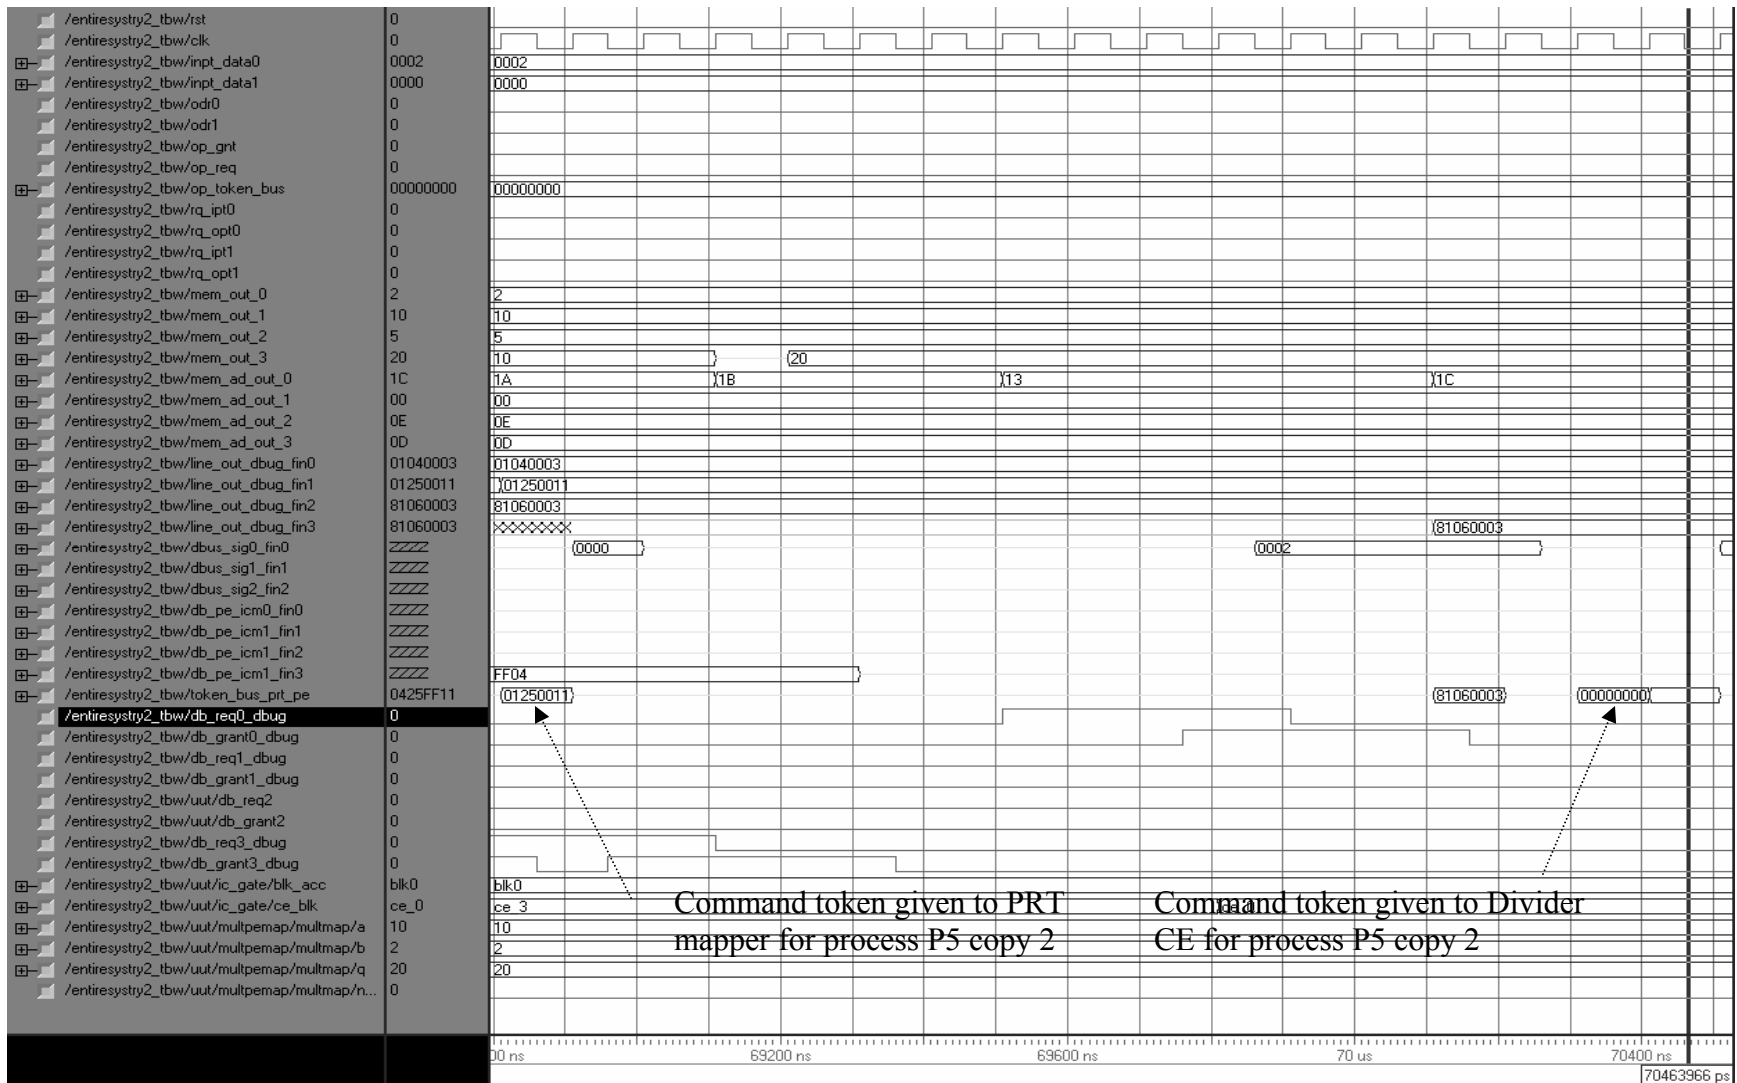 /entiresystry2_tbw/rst 0
/entiresystry2_tbw/clk 0
/entiresystry2_tbw/inpt_data0 0002 0002
/entiresystry2_tbw/inpt_data1 0000 0000
/entiresystry2_tbw/odr0 0
/entiresystry2_tbw/odr1 0
/entiresystry2_tbw/op_gnt 0
/entiresystry2_tbw/op_req 0
/entiresystry2_tbw/op_token_bus 00000000 00000000
/entiresystry2_tbw/rq_ipt0 0
/entiresystry2_tbw/rq_opt0 0
/entiresystry2_tbw/rq_ipt1 0
/entiresystry2_tbw/rq_opt1 0
/entiresystry2_tbw/mem_out_0 2 2
/entiresystry2_tbw/mem_out_1 10 10
/entiresystry2_tbw/mem_out_2 5 5
/entiresystry2_tbw/mem_out_3 20 10 20
/entiresystry2_tbw/mem_ad_out_0 1C 1A 1B 13 1C
/entiresystry2_tbw/mem_ad_out_1 00 00
/entiresystry2_tbw/mem_ad_out_2 0E 0E
/entiresystry2_tbw/mem_ad_out_3 0D 0D
/entiresystry2_tbw/line_out_dbug_fin0 01040003 01040003
/entiresystry2_tbw/line_out_dbug_fin1 01250011 01250011
/entiresystry2_tbw/line_out_dbug_fin2 81060003 81060003
/entiresystry2_tbw/line_out_dbug_fin3 81060003 81060003
/entiresystry2_tbw/dbus_sig0_fin0 0000 0002
/entiresystry2_tbw/dbus_sig1_fin1
/entiresystry2_tbw/dbus_sig2_fin2
/entiresystry2_tbw/db_pe_icm0_fin0
/entiresystry2_tbw/db_pe_icm1_fin1
/entiresystry2_tbw/db_pe_icm1_fin2
/entiresystry2_tbw/db_pe_icm1_fin3 FF04
/entiresystry2_tbw/token_bus_prt_pe 0425FF11 01250011 81060003 00000000
/entiresystry2_tbw/db_req0_dbug 0
/entiresystry2_tbw/db_grant0_dbug 0
/entiresystry2_tbw/db_req1_dbug 0
/entiresystry2_tbw/db_grant1_dbug 0
/entiresystry2_tbw/uut/db_req2 0
/entiresystry2_tbw/uut/db_grant2 0
/entiresystry2_tbw/db_req3_dbug 0
/entiresystry2_tbw/db_grant3_dbug 0
/entiresystry2_tbw/uut/ic_gate/blk_acc blk0 blk0
/entiresystry2_tbw/uut/ic_gate/ce_blk ce_0 ce_3
/entiresystry2_tbw/uut/multpemap/multmap/a 10 10
/entiresystry2_tbw/uut/multpemap/multmap/b 2 2
/entiresystry2_tbw/uut/multpemap/multmap/q 20 20
/entiresystry2_tbw/uut/multpemap/multmap/n... 0
Command token given to PRT
mapper for process P5 copy 2
Command token given to Divider
CE for process P5 copy 2
00 ns 69200 ns 69600 ns 70 us 70400 ns
70463966 ps